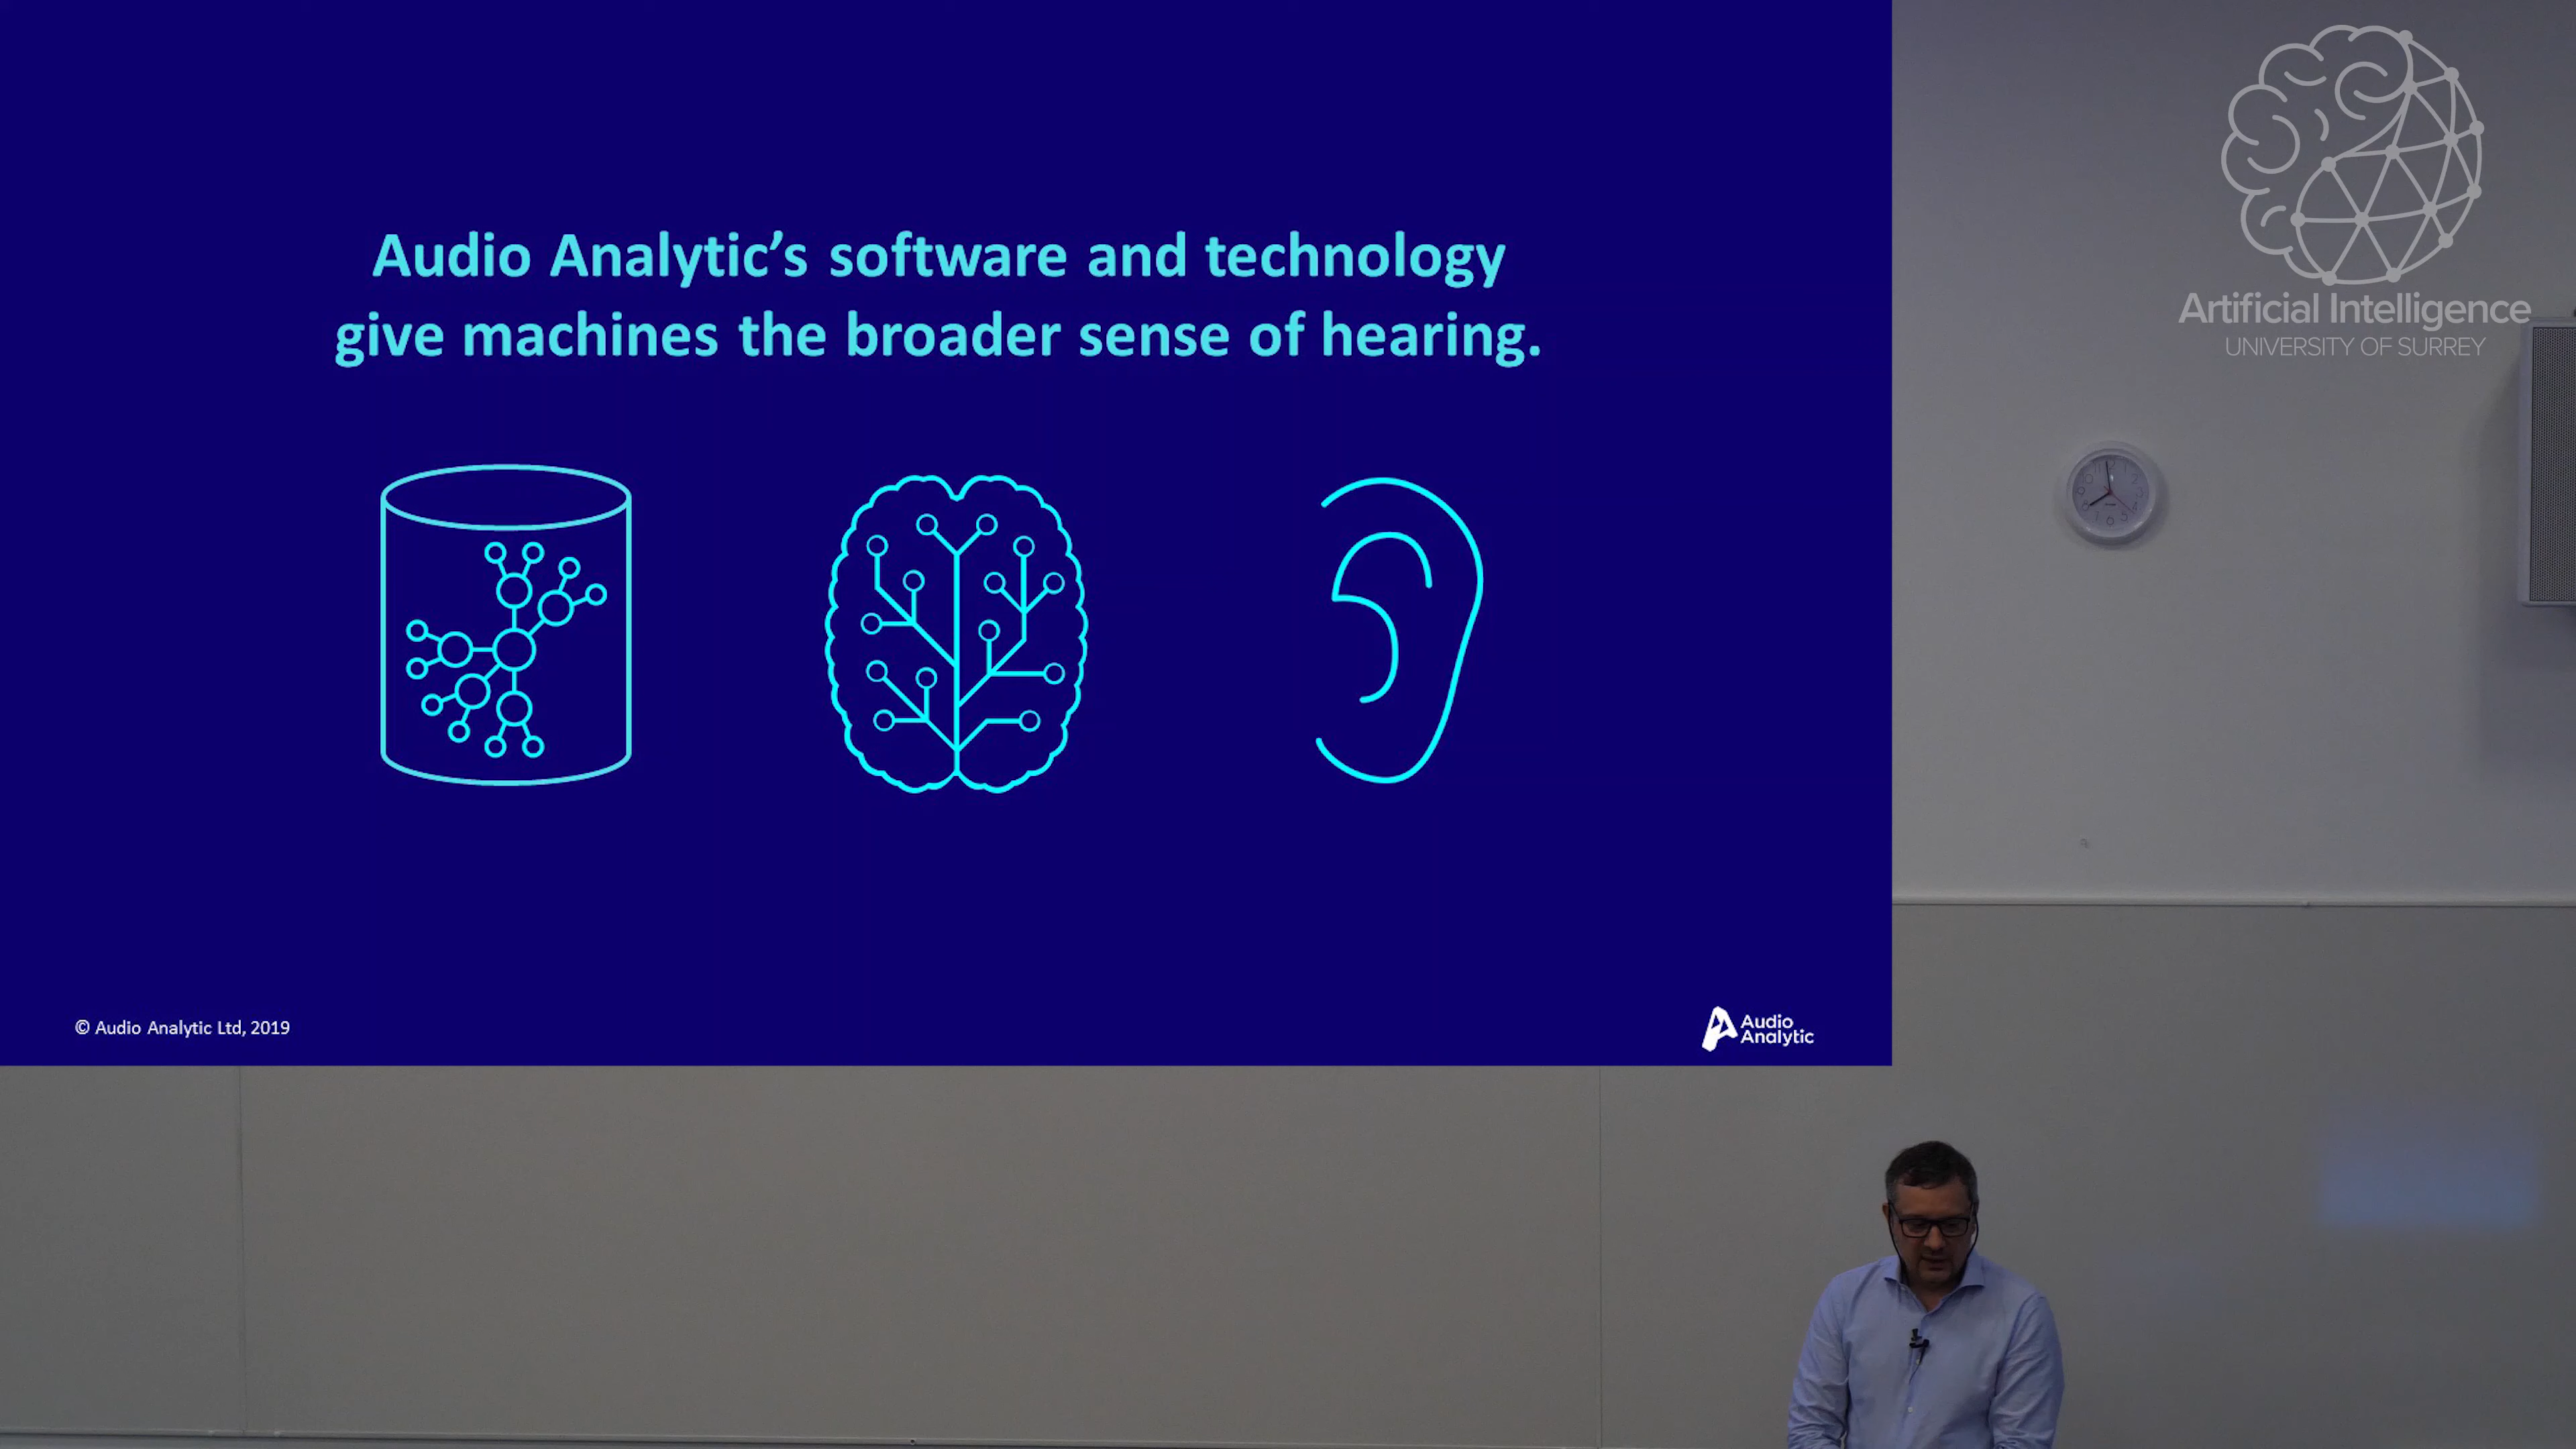 Audio Analytic’s software and technology
give machines the broader sense of hearing.
© Audio Analytic Ltd, 2019
Audio
Analytic
Artificial Intelligence
UNIVERSITY OF SURREY